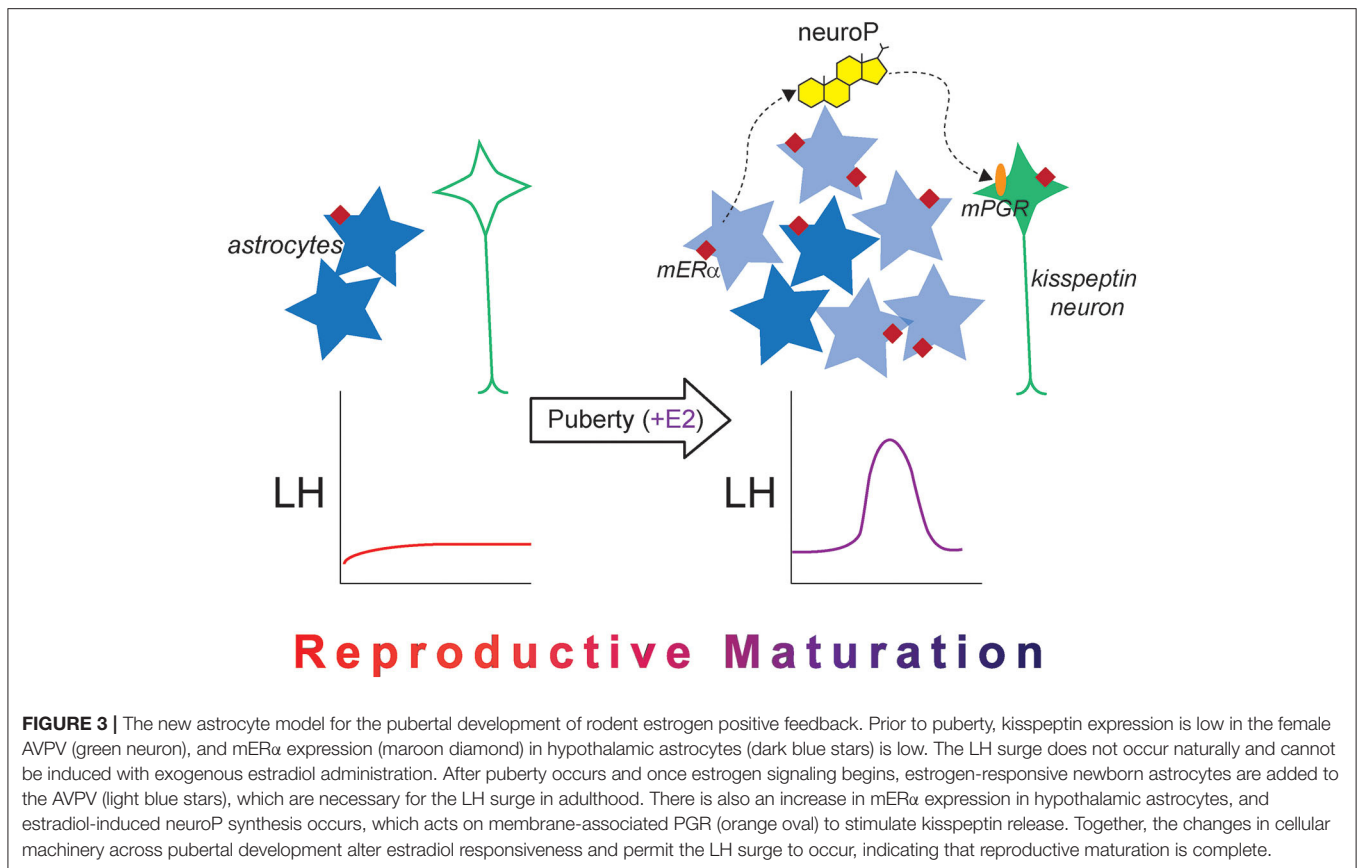 neuroP
astrocytes
mERα
mPGR
kisspeptin
neuron
Puberty (+E2)
LH
LH
Reproductive Maturation
FIGURE 3 | The new astrocyte model for the pubertal development of rodent estrogen positive feedback. Prior to puberty, kisspeptin expression is low in the female
AVPV (green neuron), and mERα expression (maroon diamond) in hypothalamic astrocytes (dark blue stars) is low. The LH surge does not occur naturally and cannot
be induced with exogenous estradiol administration. After puberty occurs and once estrogen signaling begins, estrogen-responsive newborn astrocytes are added to
the AVPV (light blue stars), which are necessary for the LH surge in adulthood. There is also an increase in mERα expression in hypothalamic astrocytes, and
estradiol-induced neuroP synthesis occurs, which acts on membrane-associated PGR (orange oval) to stimulate kisspeptin release. Together, the changes in cellular
machinery across pubertal development alter estradiol responsiveness and permit the LH surge to occur, indicating that reproductive maturation is complete.